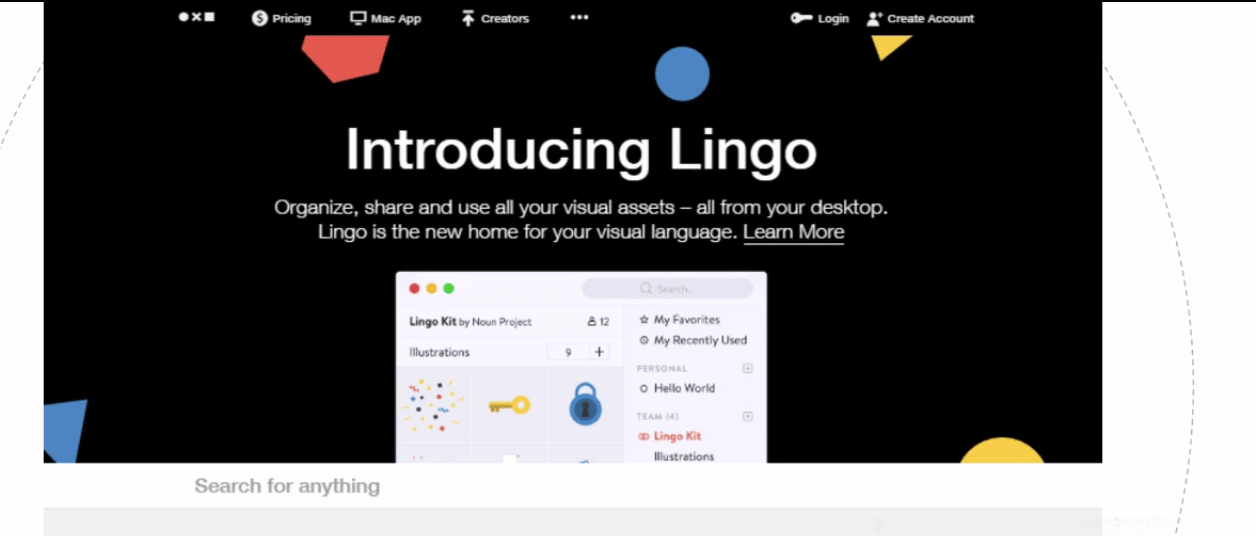 Pricing
Mac App
Creators
Login
Create Account
Introducing Lingo
Organize, share and use all your visual assets – all from your desktop.
Lingo is the new home for your visual language. Learn More
Search...
Lingo Kit by Noun Project
12
My Favorites
My Recently Used
Illustrations
9
+
PERSONAL
Hello World
TEAM (4)
Lingo Kit
Illustrations
Search for anything